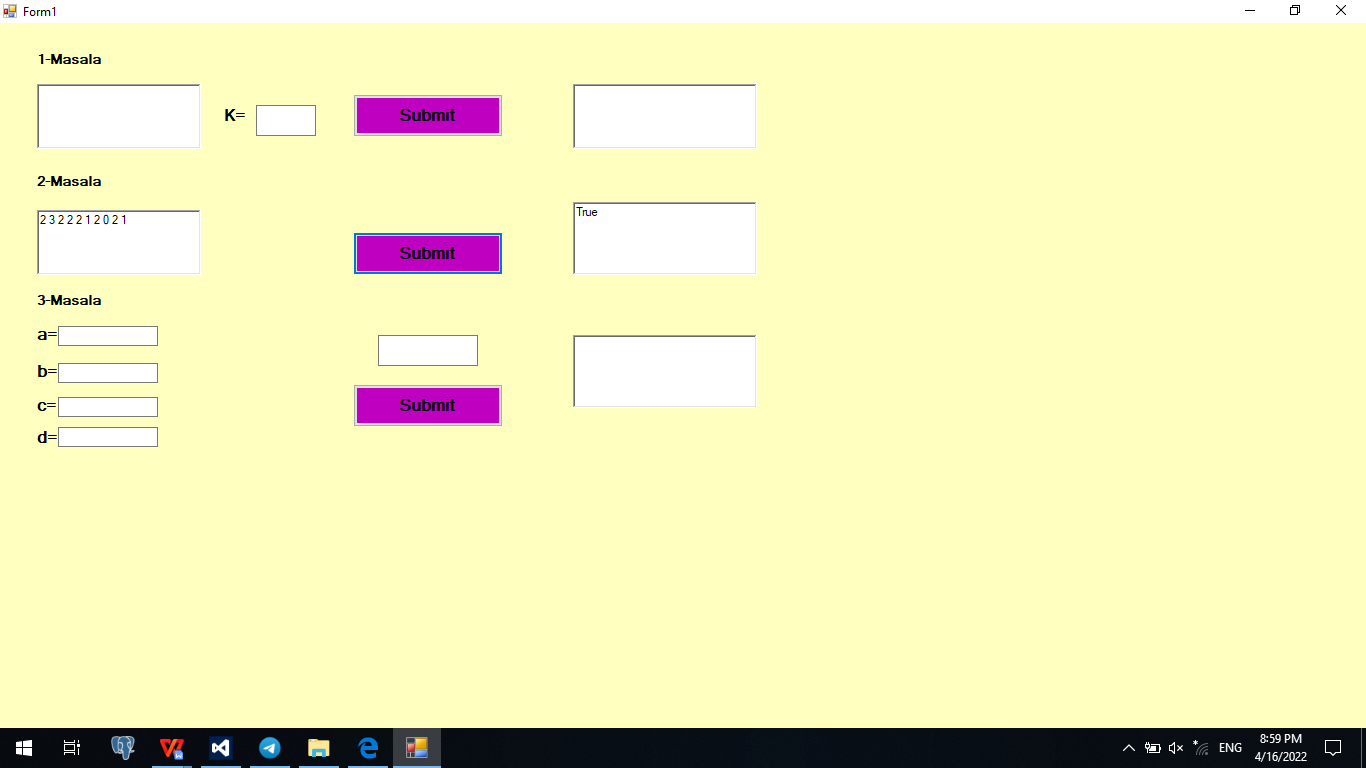 Form1
1-Masala
K=
Submit
2-Masala
2 3 2 2 2 1 2 0 2 1
Submit
True
3-Masala
a=
b=
c=
d=
Submit
ENG
8:59 PM
4/16/2022